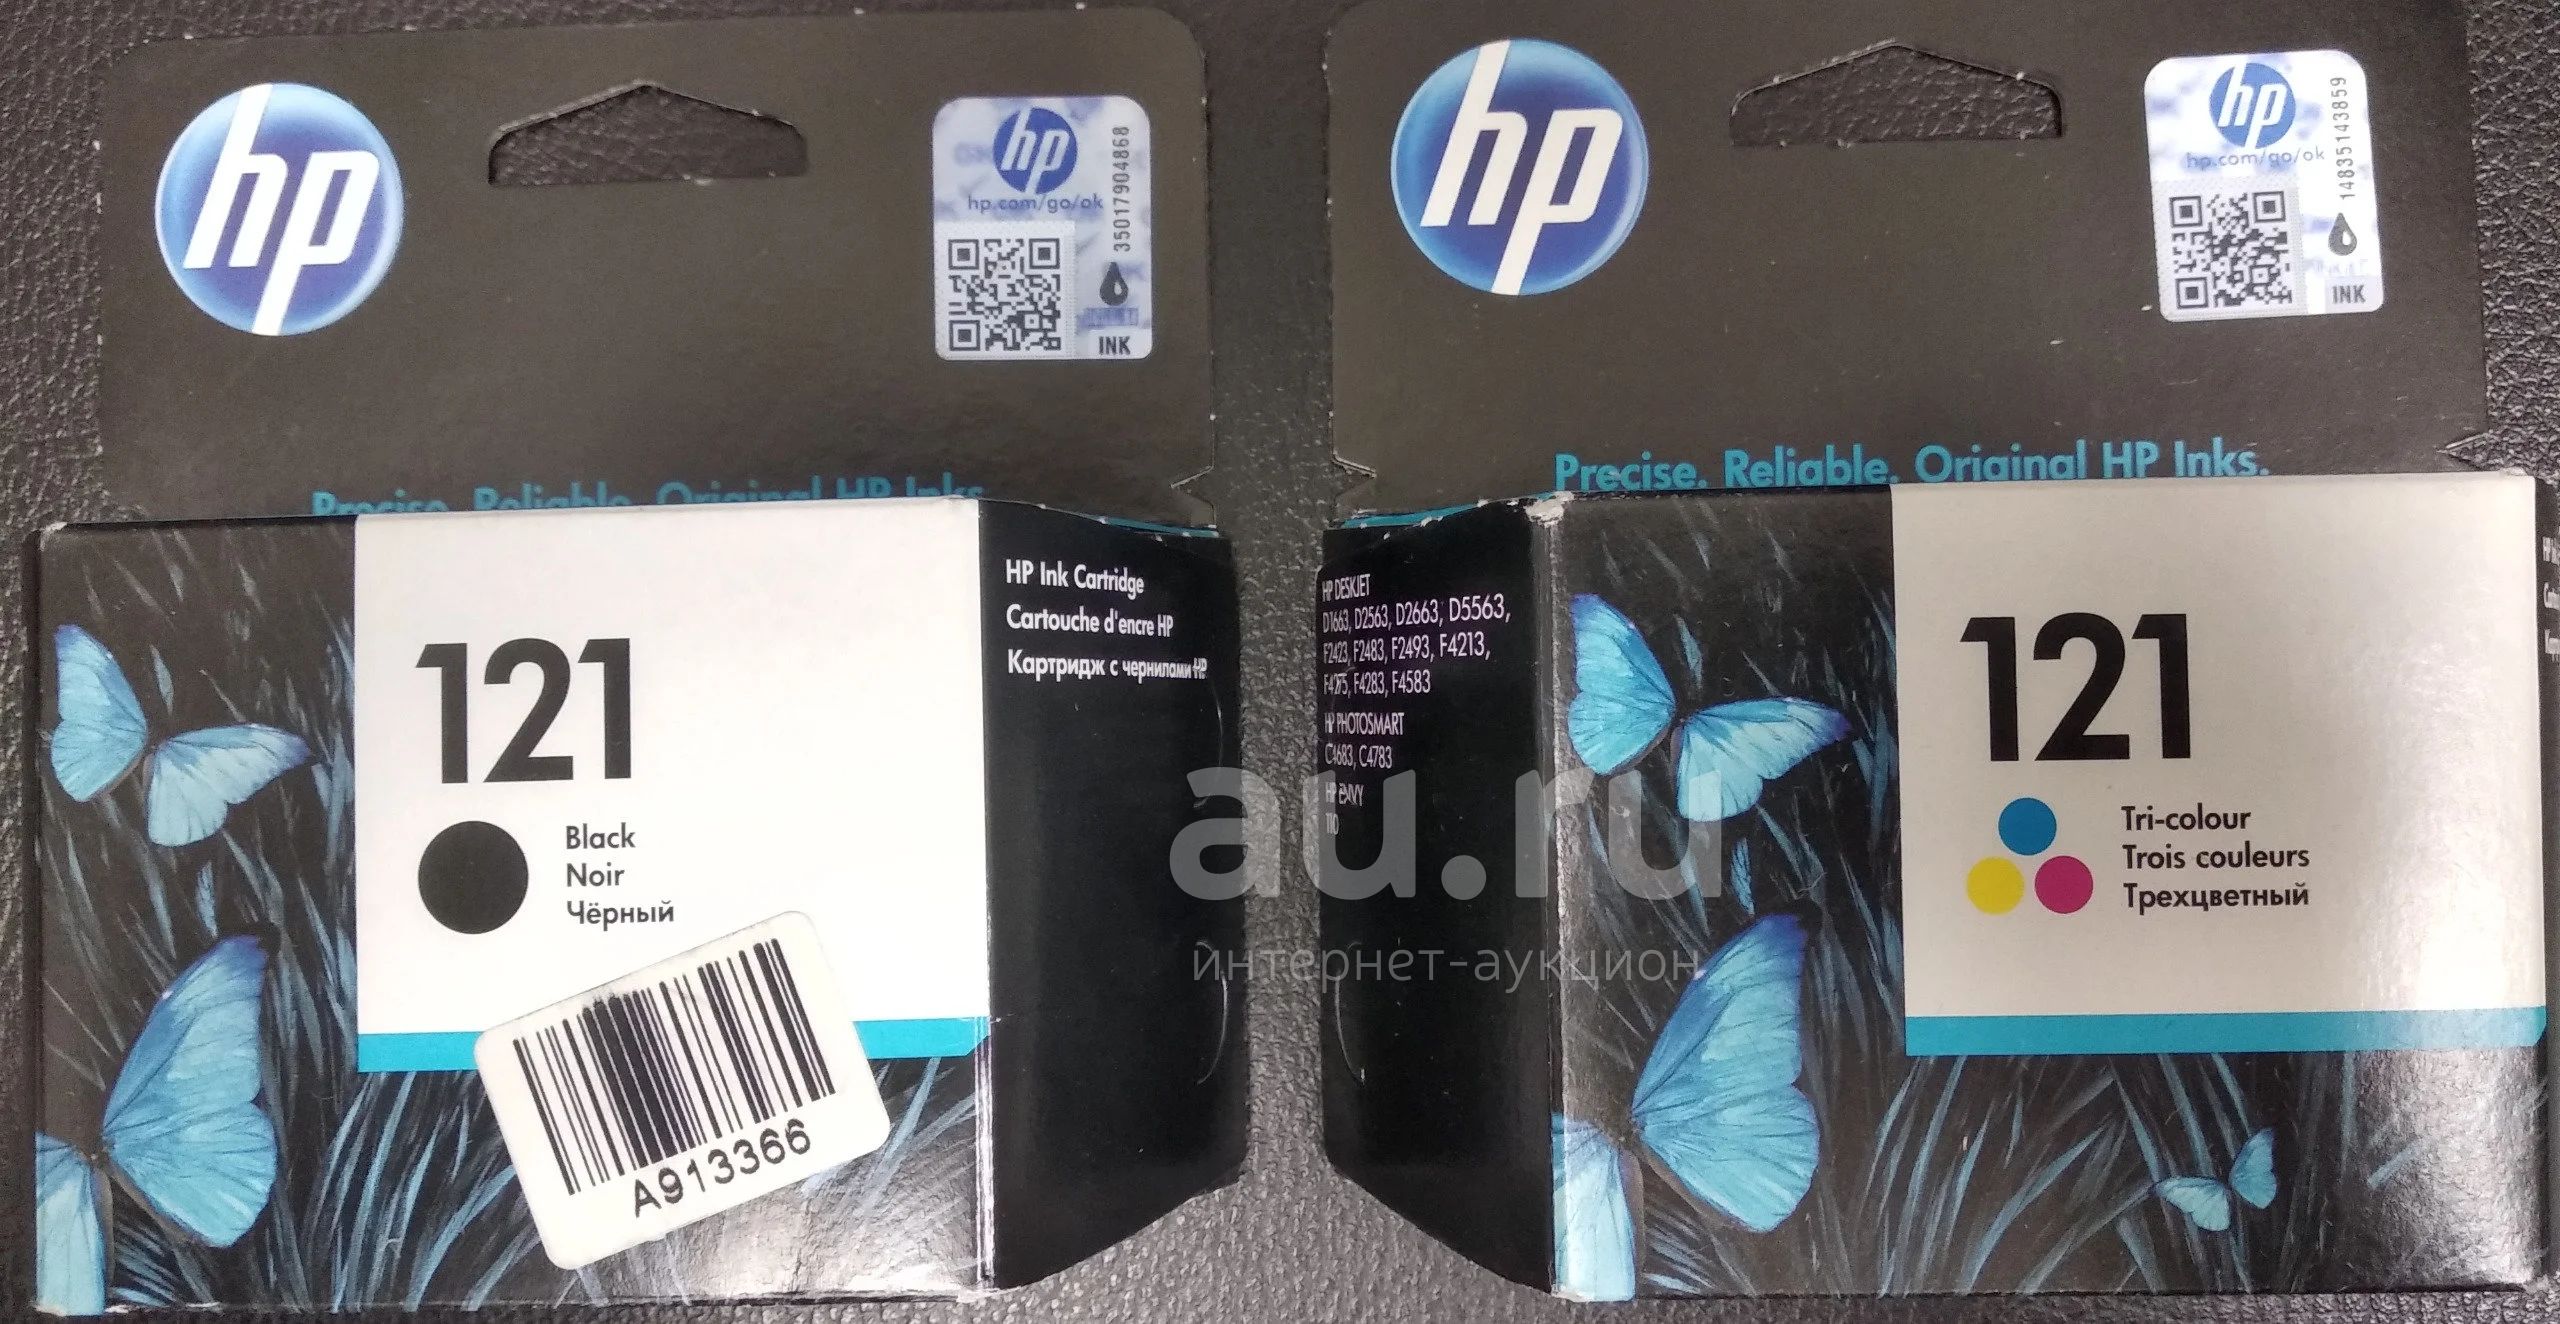 hp
hp
hp.com/go/ok
35017904868
INK
Precise. Reliable. Original HP Inks.
121
Black
Noir
Чёрный
A913366
HP Ink Cartridge
Cartouche d'encre HP
Картридж с чернилами HP
hp
hp
hp.com/go/ok
14835143859
INK
Precise. Reliable. Original HP Inks.
HP DESKJET
D1663, D2563, D2663, D5563,
F2423, F2483, F2493, F4213,
F4275, F4283, F4583
HP PHOTOSMART
C4683, C4783
HP ENVY
110
121
Tri-colour
Trois couleurs
Трехцветный
au.ru
интернет-аукцион